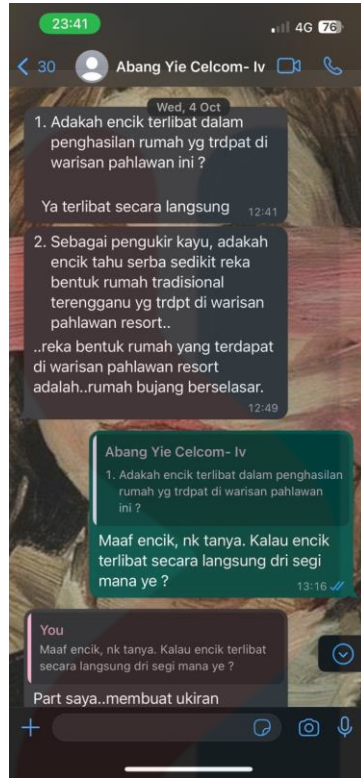 23:41
4G 76
30 Abang Yie Celcom- Iv
Wed, 4 Oct
1. Adakah encik terlibat dalam
penghasilan rumah yg trdpat di
warisan pahlawan ini ?
Ya terlibat secara langsung 12:41
2. Sebagai pengukir kayu, adakah
encik tahu serba sedikit reka
bentuk rumah tradisional
terengganu yg trdpt di warisan
pahlawan resort..
..reka bentuk rumah yang terdapat
di warisan pahlawan resort
adalah..rumah bujang berselasar.
12:49
Abang Yie Celcom- Iv
1. Adakah encik terlibat dalam penghasilan
rumah yg trdpat di warisan pahlawan
ini ?
Maaf encik, nk tanya. Kalau encik
terlibat secara langsung dri segi
mana ye ? 13:16
You
Maaf encik, nk tanya. Kalau encik terlibat
secara langsung dri segi mana ye ?
Part saya..membuat ukiran